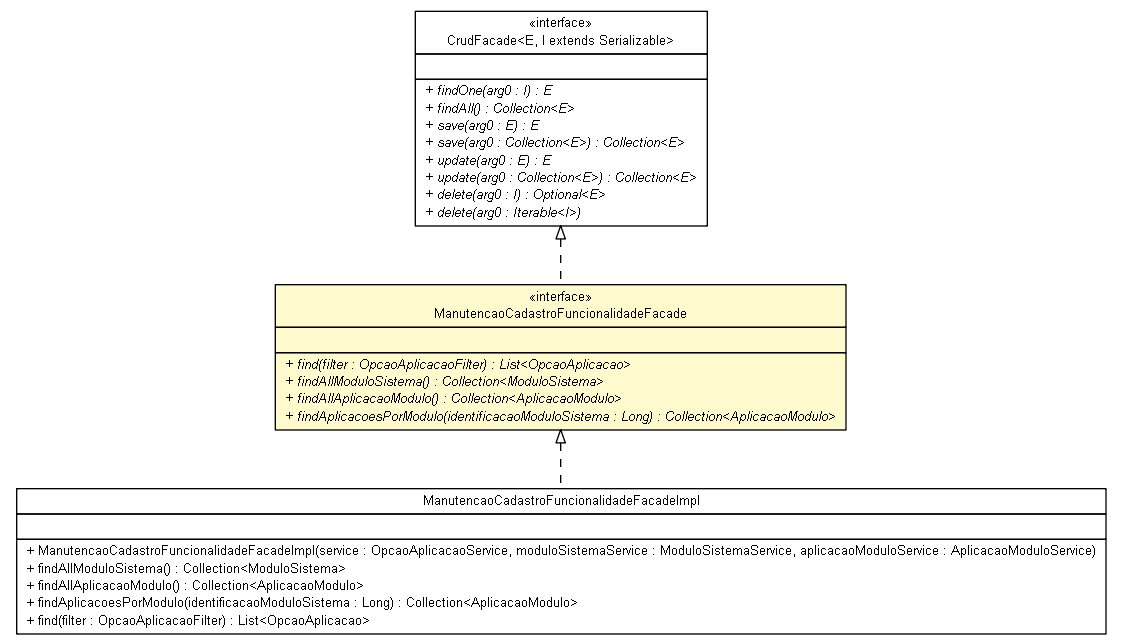 «interface»
CrudFacade<E, I extends Serializable>
+ findOne(arg0 : I) : E
+ findAll() : Collection<E>
+ save(arg0 : E) : E
+ save(arg0 : Collection<E>) : Collection<E>
+ update(arg0 : E) : E
+ update(arg0 : Collection<E>) : Collection<E>
+ delete(arg0 : I) : Optional<E>
+ delete(arg0 : Iterable<I>)
«interface»
ManutencaoCadastroFuncionalidadeFacade
+ find(filter : OpcaoAplicacaoFilter) : List<OpcaoAplicacao>
+ findAllModuloSistema() : Collection<ModuloSistema>
+ findAllAplicacaoModulo() : Collection<AplicacaoModulo>
+ findAplicacoesPorModulo(identificacaoModuloSistema : Long) : Collection<AplicacaoModulo>
ManutencaoCadastroFuncionalidadeFacadeImpl
+ ManutencaoCadastroFuncionalidadeFacadeImpl(service : OpcaoAplicacaoService, moduloSistemaService : ModuloSistemaService, aplicacaoModuloService : AplicacaoModuloService)
+ findAllModuloSistema() : Collection<ModuloSistema>
+ findAllAplicacaoModulo() : Collection<AplicacaoModulo>
+ findAplicacoesPorModulo(identificacaoModuloSistema : Long) : Collection<AplicacaoModulo>
+ find(filter : OpcaoAplicacaoFilter) : List<OpcaoAplicacao>